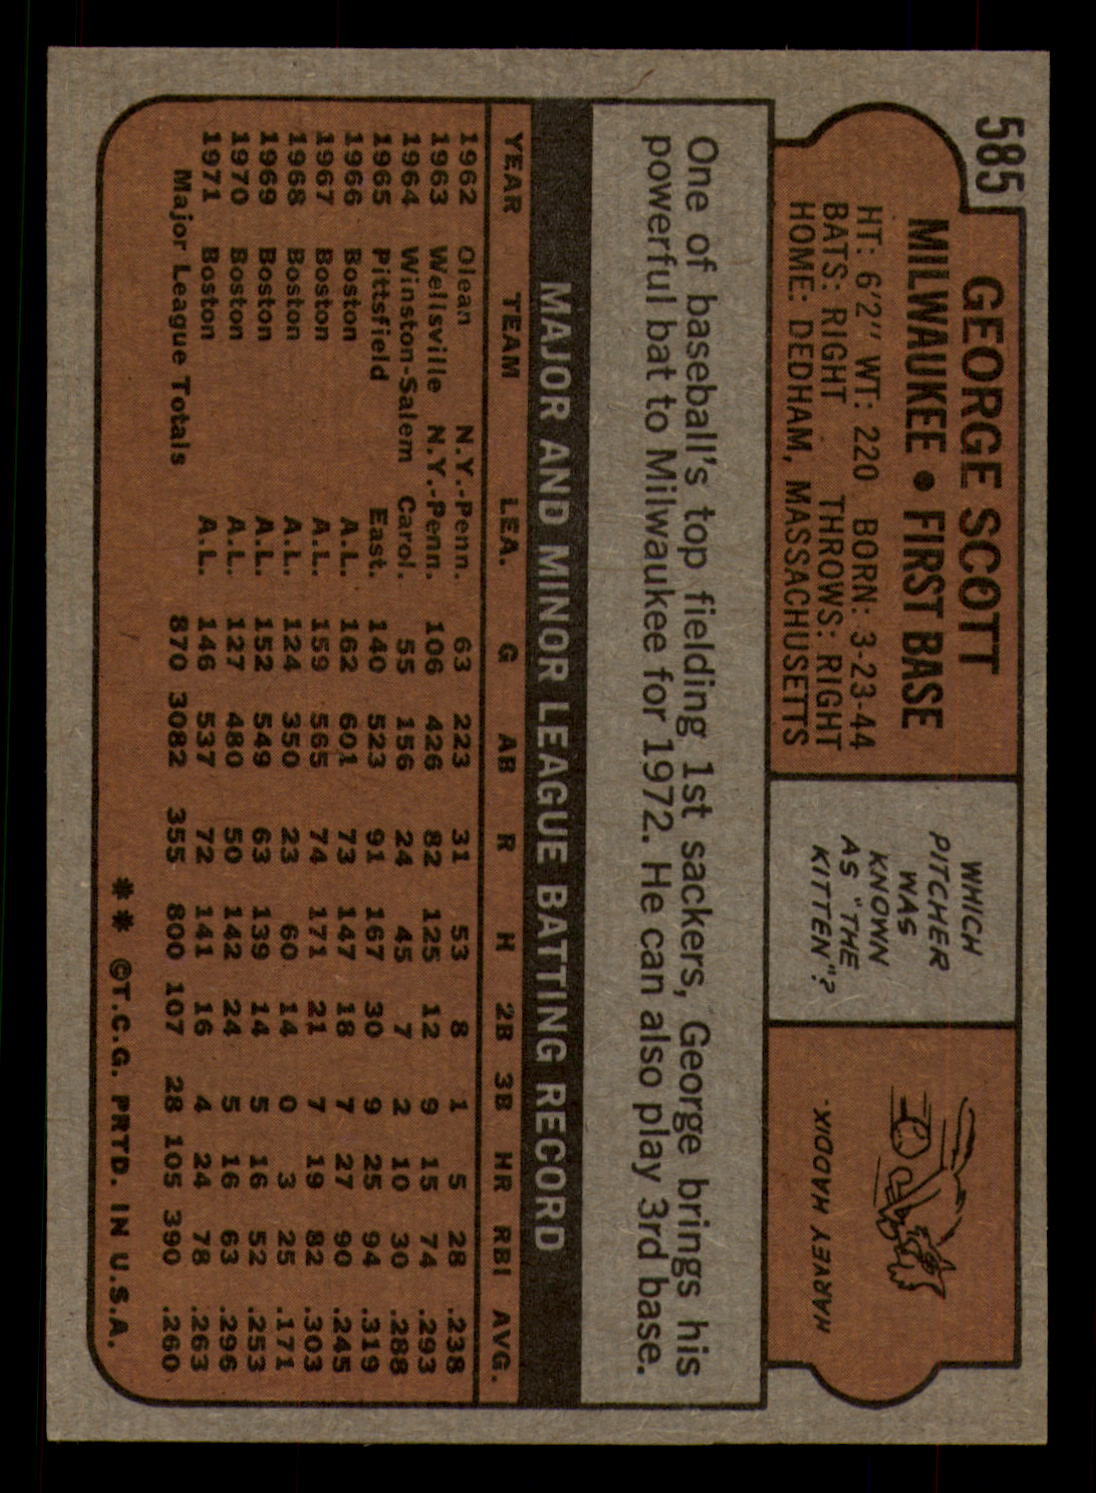 585
GEORGE SCOTT
MILWAUKEE • FIRST BASE
HT: 6'2" WT: 220 BORN: 3-23-44
BATS: RIGHT THROWS: RIGHT
HOME: DEDHAM, MASSACHUSETTS
WHICH
PITCHER
WAS
KNOWN
AS "THE
KITTEN"?
HARVEY HADDIX.
One of baseball's top fielding 1st sackers, George brings his
powerful bat to Milwaukee for 1972. He can also play 3rd base.
MAJOR AND MINOR LEAGUE BATTING RECORD
YEAR TEAM LEA. G AB R H 2B 3B HR RBI AVG.
1962 Olean N.Y.-Penn. 63 223 31 53 8 1 5 28 .238
1963 Wellsville N.Y.-Penn. 106 426 82 125 12 9 15 74 .293
1964 Winston-Salem Carol. 55 156 24 45 7 2 10 30 .288
1965 Pittsfield East. 140 523 91 167 30 9 25 94 .319
1966 Boston A.L. 162 601 73 147 18 7 27 90 .245
1967 Boston A.L. 159 565 74 171 21 7 19 82 .303
1968 Boston A.L. 124 350 23 60 14 0 3 25 .171
1969 Boston A.L. 152 549 63 139 14 5 16 52 .253
1970 Boston A.L. 127 480 50 142 24 5 16 63 .296
1971 Boston A.L. 146 537 72 141 16 4 24 78 .263
Major League Totals 870 3082 355 800 107 28 105 390 .260
** ©T.C.G. PRTD. IN U.S.A.